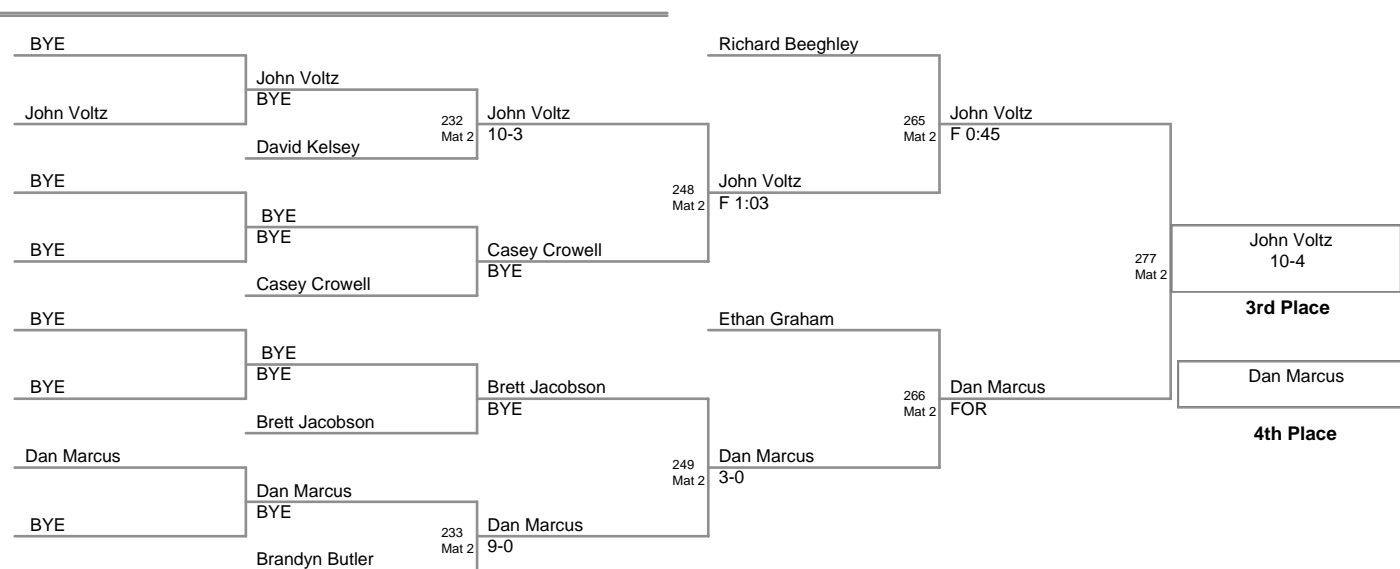 BYE
John Voltz
BYE
BYE
BYE
BYE
Dan Marcus
BYE
John Voltz
BYE
David Kelsey
BYE
BYE
Casey Crowell
BYE
BYE
Brett Jacobson
Dan Marcus
BYE
Brandyn Butler
232
Mat 2
John Voltz
10-3
Casey Crowell
BYE
Brett Jacobson
BYE
233
Mat 2
Dan Marcus
9-0
Richard Beeghley
248
Mat 2
John Voltz
F 1:03
Ethan Graham
249
Mat 2
Dan Marcus
3-0
265
Mat 2
John Voltz
F 0:45
266
Mat 2
Dan Marcus
FOR
277
Mat 2
John Voltz
10-4
3rd Place
Dan Marcus
4th Place